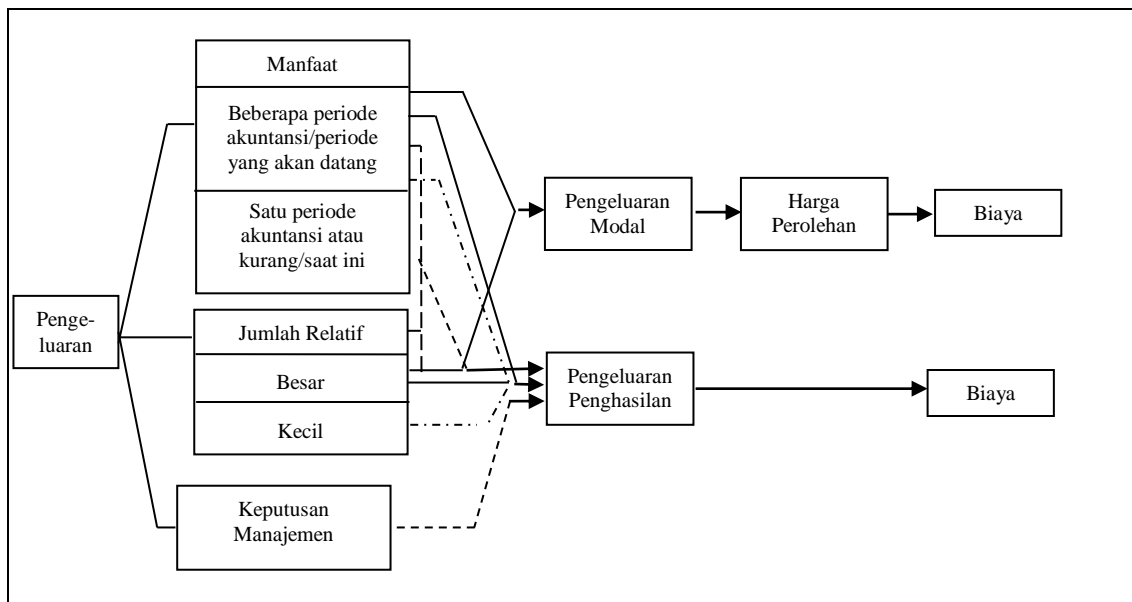 Penge-
luaran
Manfaat
Beberapa periode
akuntansi/periode
yang akan datang
Satu periode
akuntansi atau
kurang/saat ini
Jumlah Relatif
Besar
Kecil
Keputusan
Manajemen
Pengeluaran
Modal
Harga
Perolehan
Biaya
Pengeluaran
Penghasilan
Biaya